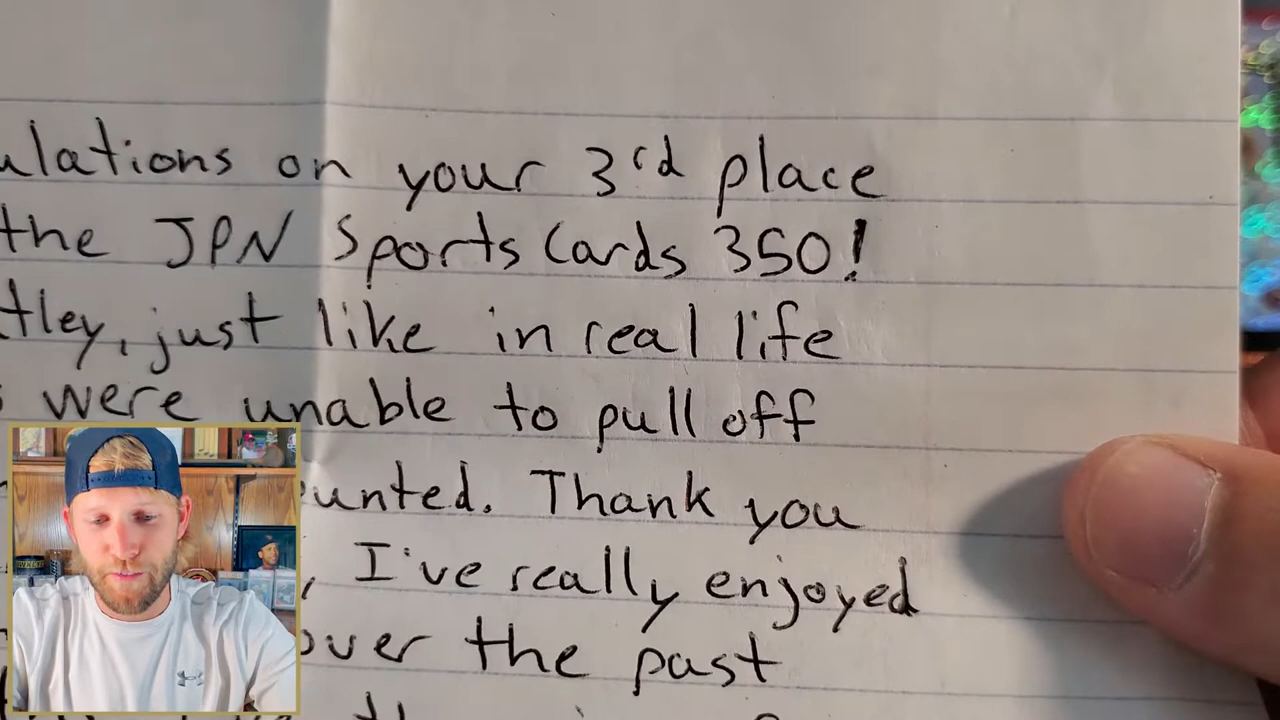 ulations on your 3rd place
the JPN Sports Cards 350!
tley, just like in real life
s were unable to pull off
unted. Thank you
, I've really enjoyed
over the past